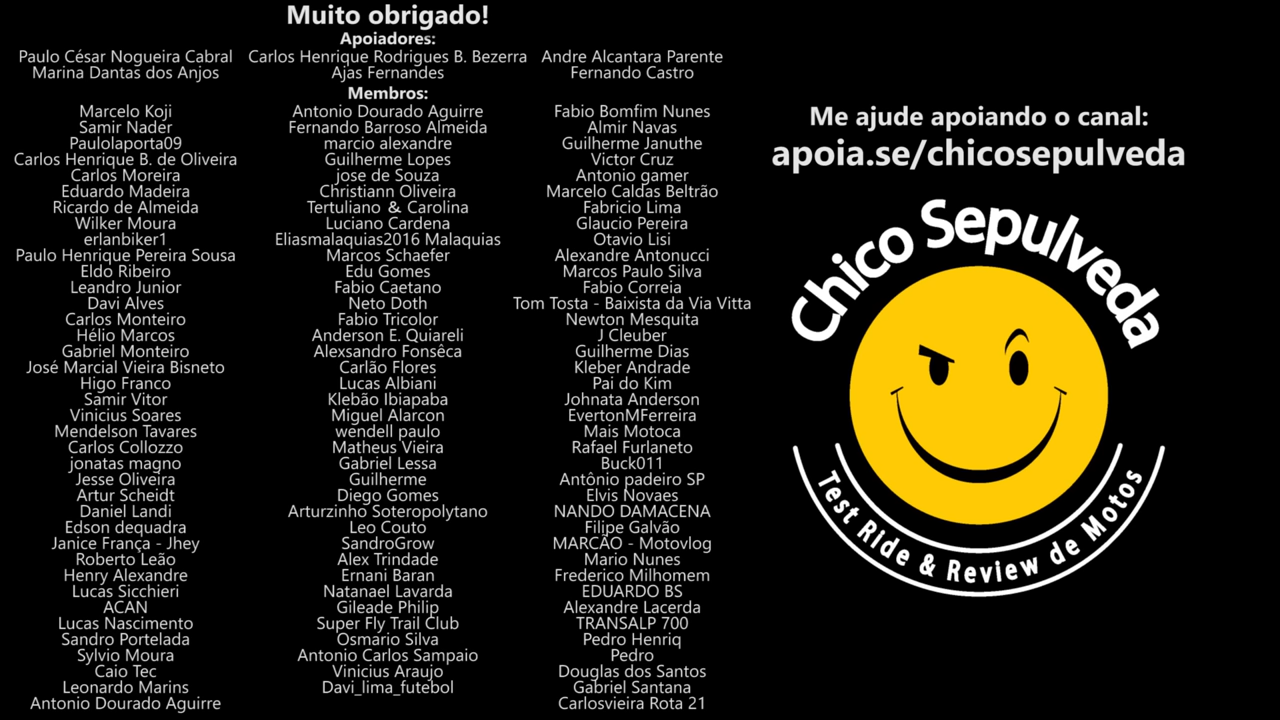 Muito obrigado!
Apoiadores:
Paulo César Nogueira Cabral Carlos Henrique Rodrigues B. Bezerra Andre Alcantara Parente
Marina Dantas dos Anjos Ajas Fernandes Fernando Castro
Membros:
Marcelo Koji Antonio Dourado Aguirre Fabio Bomfim Nunes
Samir Nader Fernando Barroso Almeida Almir Navas
Paulolaporta09 marcio alexandre Guilherme Januthe
Carlos Henrique B. de Oliveira Guilherme Lopes Victor Cruz
Carlos Moreira jose de Souza Antonio gamer
Eduardo Madeira Christiann Oliveira Marcelo Caldas Beltrão
Ricardo de Almeida Tertuliano & Carolina Fabricio Lima
Wilker Moura Luciano Cardena Glaucio Pereira
erlanbiker1 Eliasmalaquias2016 Malaquias Otavio Lisi
Paulo Henrique Pereira Sousa Marcos Schaefer Alexandre Antonucci
Eldo Ribeiro Edu Gomes Marcos Paulo Silva
Leandro Junior Fabio Caetano Fabio Correia
Davi Alves Neto Doth Tom Tosta - Baixista da Via Vitta
Carlos Monteiro Fabio Tricolor Newton Mesquita
Hélio Marcos Anderson E. Quiareli J Cleuber
Gabriel Monteiro Alexsandro Fonsêca Guilherme Dias
José Marcial Vieira Bisneto Carlão Flores Kleber Andrade
Higo Franco Lucas Albiani Pai do Kim
Samir Vitor Klebão Ibiapaba Johnata Anderson
Vinicius Soares Miguel Alarcon EvertonMFerreira
Mendelson Tavares wendell paulo Mais Motoca
Carlos Collozzo Matheus Vieira Rafael Furlaneto
jonatas magno Gabriel Lessa Buck011
Jesse Oliveira Guilherme Antônio padeiro SP
Artur Scheidt Diego Gomes Elvis Novaes
Daniel Landi Arturzinho Soteropolytano NANDO DAMACENA
Edson dequadra Leo Couto Filipe Galvão
Janice França - Jhey SandroGrow MARCÃO - Motovlog
Roberto Leão Alex Trindade Mario Nunes
Henry Alexandre Ernani Baran Frederico Milhomem
Lucas Sicchieri Natanael Lavarda EDUARDO BS
ACAN Gileade Philip Alexandre Lacerda
Lucas Nascimento Super Fly Trail Club TRANSALP 700
Sandro Portelada Osmario Silva Pedro Henriq
Sylvio Moura Antonio Carlos Sampaio Pedro
Caio Tec Vinicius Araujo Douglas dos Santos
Leonardo Marins Davi_lima_futebol Gabriel Santana
Antonio Dourado Aguirre Carlosvieira Rota 21
Me ajude apoiando o canal:
apoia.se/chicosepulveda
Chico Sepulveda
Test Ride & Review de Motos